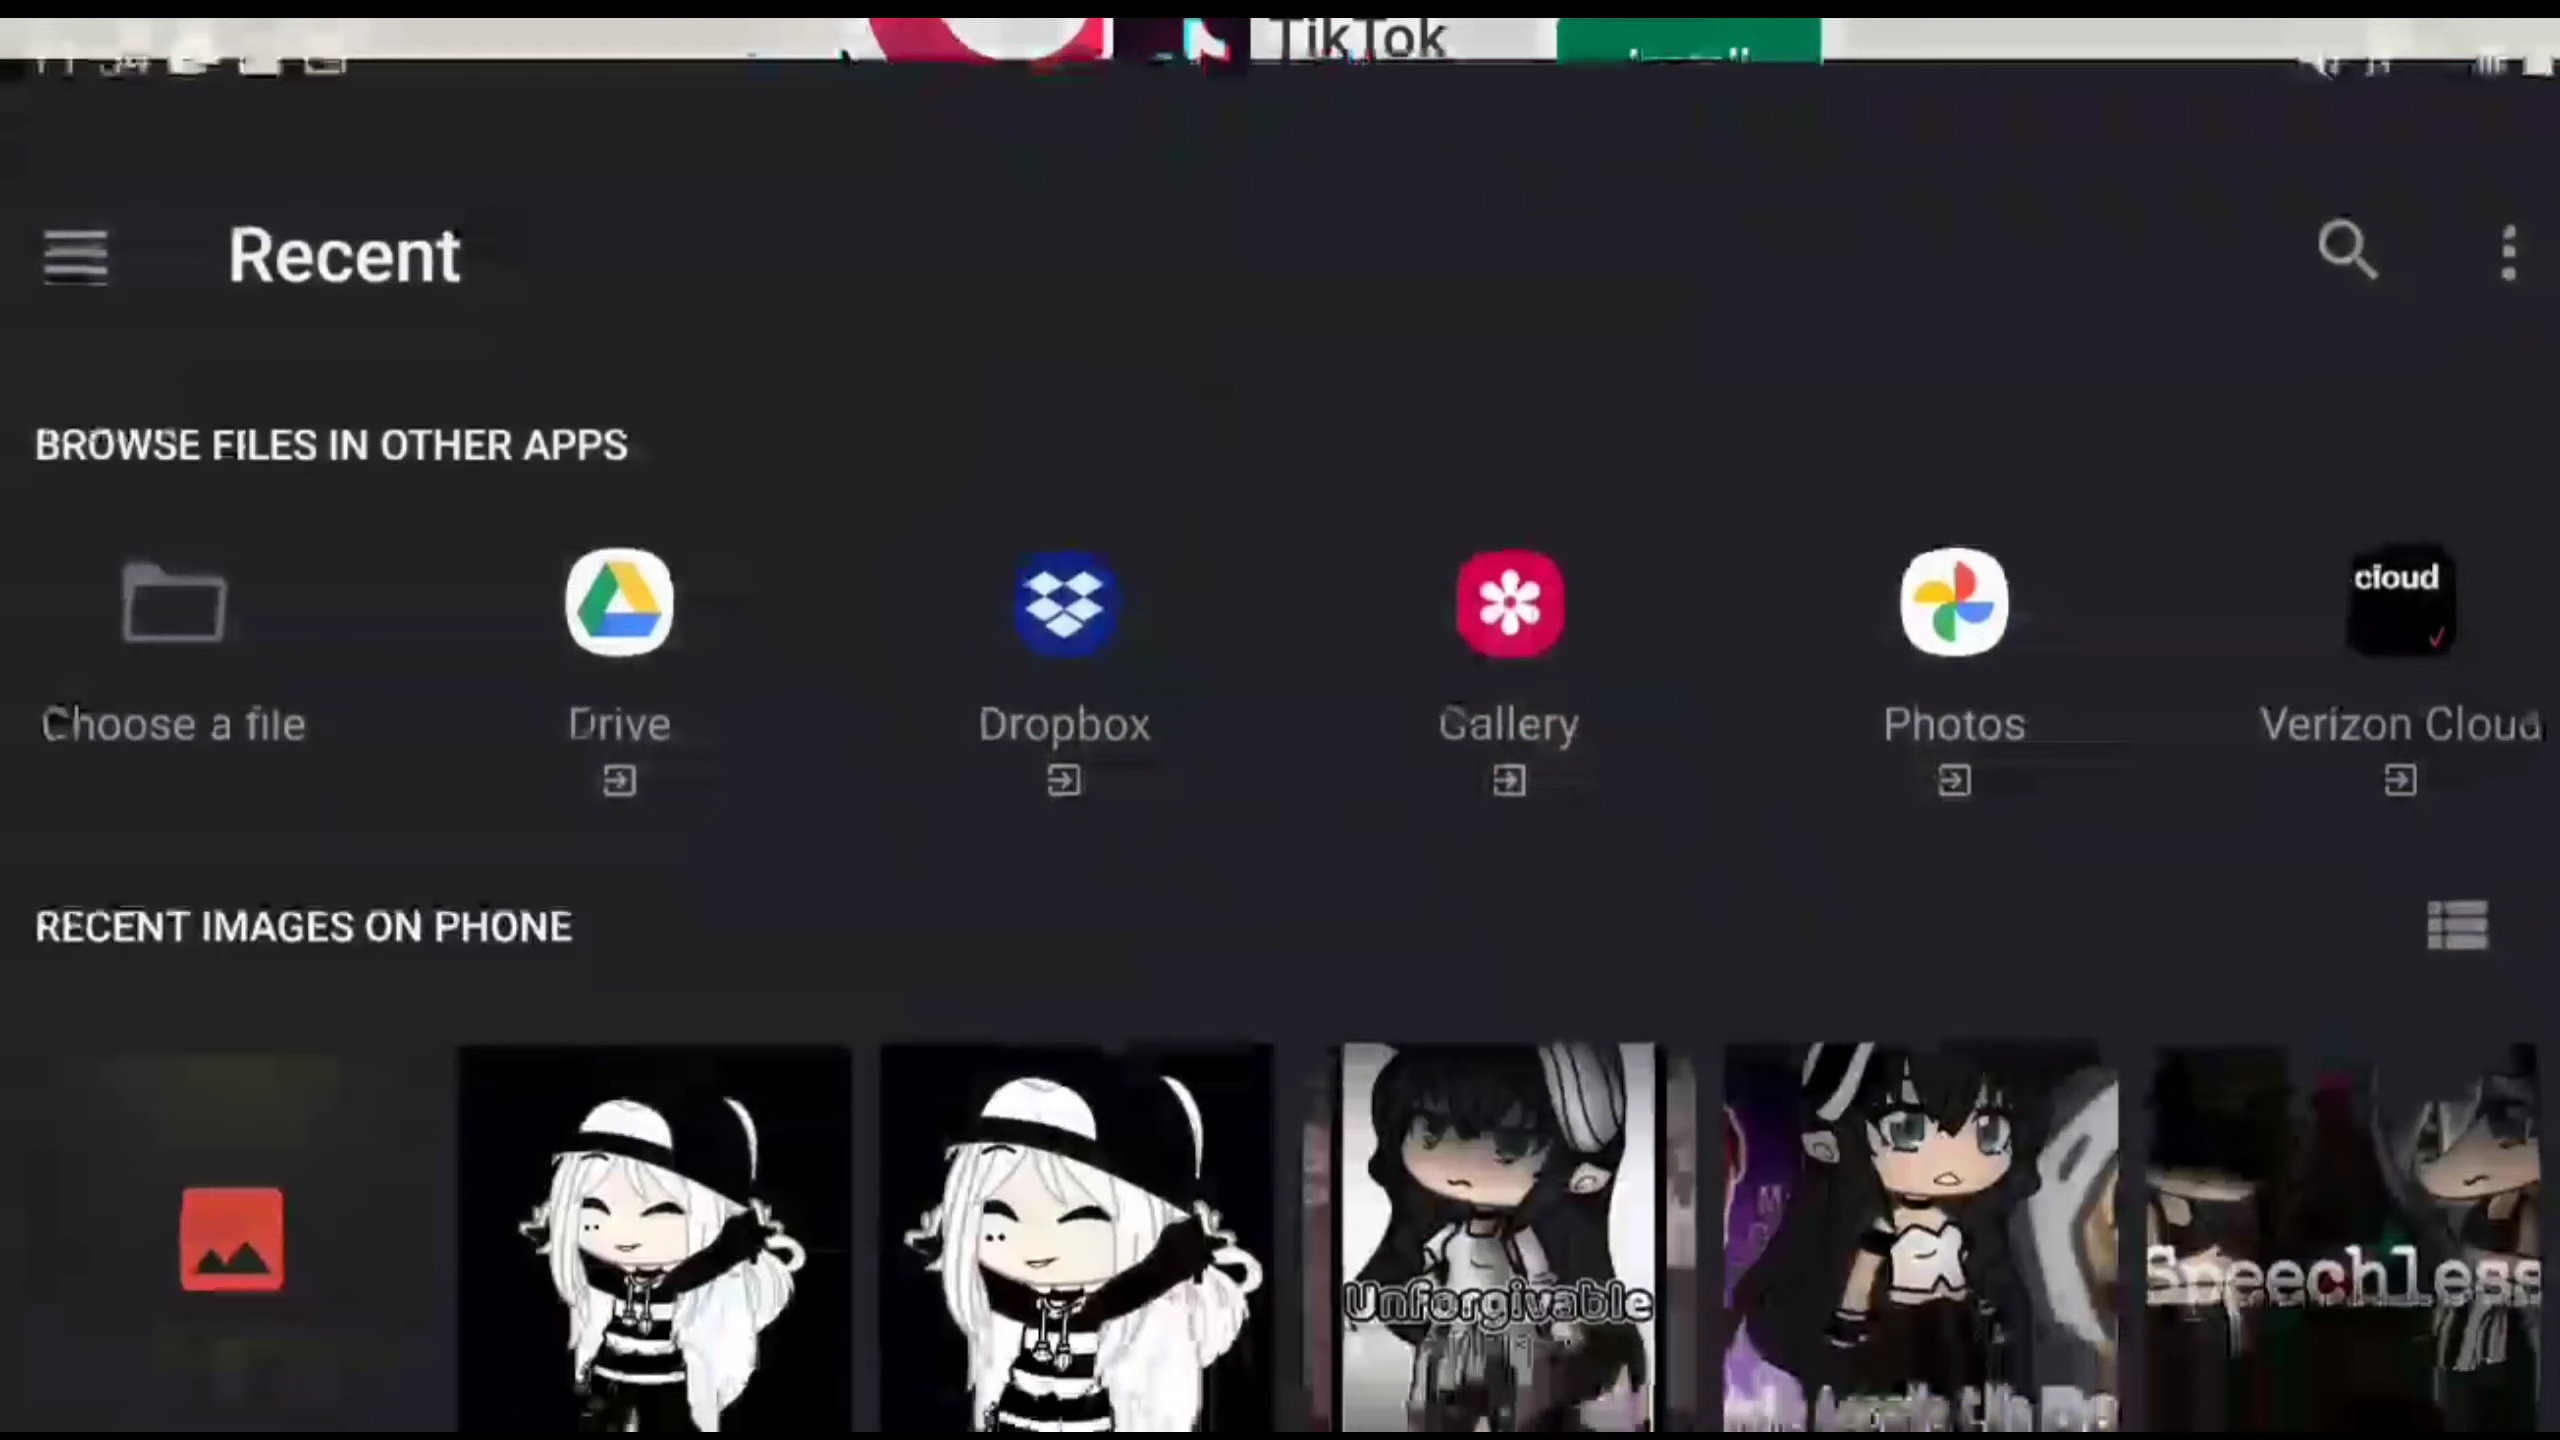 TikTok
Recent
BROWSE FILES IN OTHER APPS
Choose a file
Drive
Dropbox
Gallery
Photos
cloud
Verizon Cloud
RECENT IMAGES ON PHONE
Unforgivable
Speechless